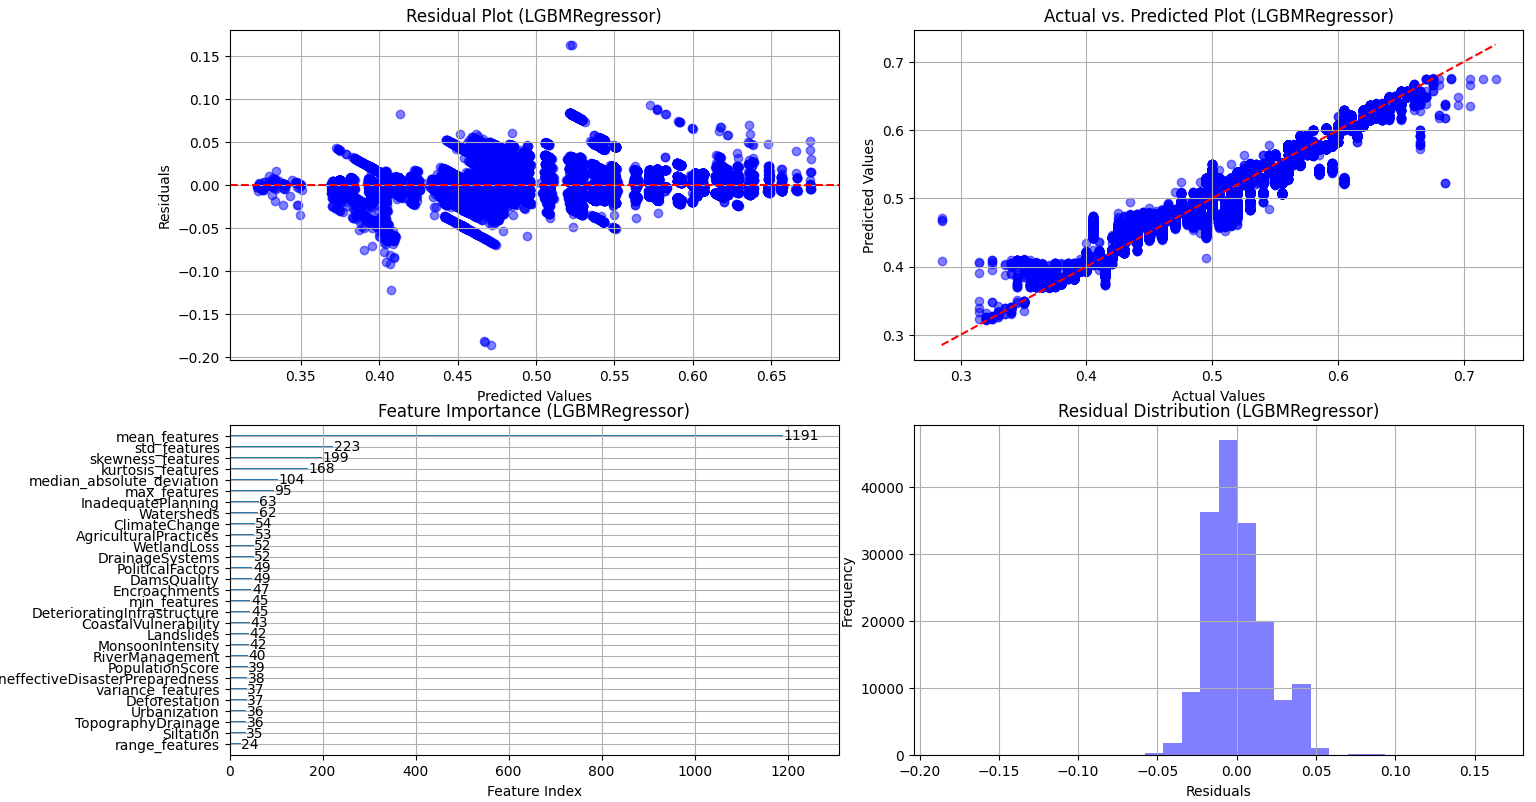 Residual Plot (LGBMRegressor)
Residuals
0.15
0.10
0.05
0.00
−0.05
−0.10
−0.15
−0.20
0.35 0.40 0.45 0.50 0.55 0.60 0.65
Predicted Values
Actual vs. Predicted Plot (LGBMRegressor)
Predicted Values
0.7
0.6
0.5
0.4
0.3
0.3 0.4 0.5 0.6 0.7
Actual Values
Feature Importance (LGBMRegressor)
mean_features 1191
std_features 223
skewness_features 199
kurtosis_features 168
median_absolute_deviation 104
max_features 95
InadequatePlanning 63
Watersheds 62
ClimateChange 54
AgriculturalPractices 53
WetlandLoss 52
DrainageSystems 52
PoliticalFactors 49
DamsQuality 49
Encroachments 47
min_features 45
DeterioratingInfrastructure 45
CoastalVulnerability 43
Landslides 42
MonsoonIntensity 42
RiverManagement 40
PopulationScore 39
neffectiveDisasterPreparedness 38
variance_features 37
Deforestation 37
Urbanization 36
TopographyDrainage 36
Siltation 35
range_features 24
0 200 400 600 800 1000 1200
Feature Index
Residual Distribution (LGBMRegressor)
Frequency
40000
30000
20000
10000
0
−0.20 −0.15 −0.10 −0.05 0.00 0.05 0.10 0.15
Residuals